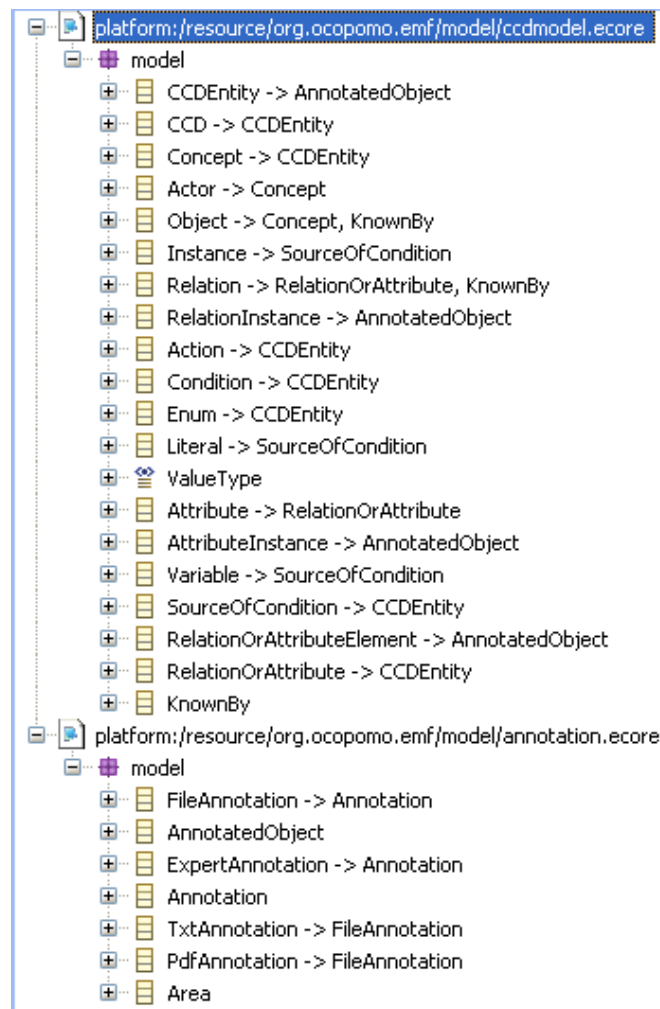 platform:/resource/org.ocopomo.emf/model/ccdmodel.ecore
model
CCDEntity -> AnnotatedObject
CCD -> CCDEntity
Concept -> CCDEntity
Actor -> Concept
Object -> Concept, KnownBy
Instance -> SourceOfCondition
Relation -> RelationOrAttribute, KnownBy
RelationInstance -> AnnotatedObject
Action -> CCDEntity
Condition -> CCDEntity
Enum -> CCDEntity
Literal -> SourceOfCondition
ValueType
Attribute -> RelationOrAttribute
AttributeInstance -> AnnotatedObject
Variable -> SourceOfCondition
SourceOfCondition -> CCDEntity
RelationOrAttributeElement -> AnnotatedObject
RelationOrAttribute -> CCDEntity
KnownBy
platform:/resource/org.ocopomo.emf/model/annotation.ecore
model
FileAnnotation -> Annotation
AnnotatedObject
ExpertAnnotation -> Annotation
Annotation
TxtAnnotation -> FileAnnotation
PdfAnnotation -> FileAnnotation
Area